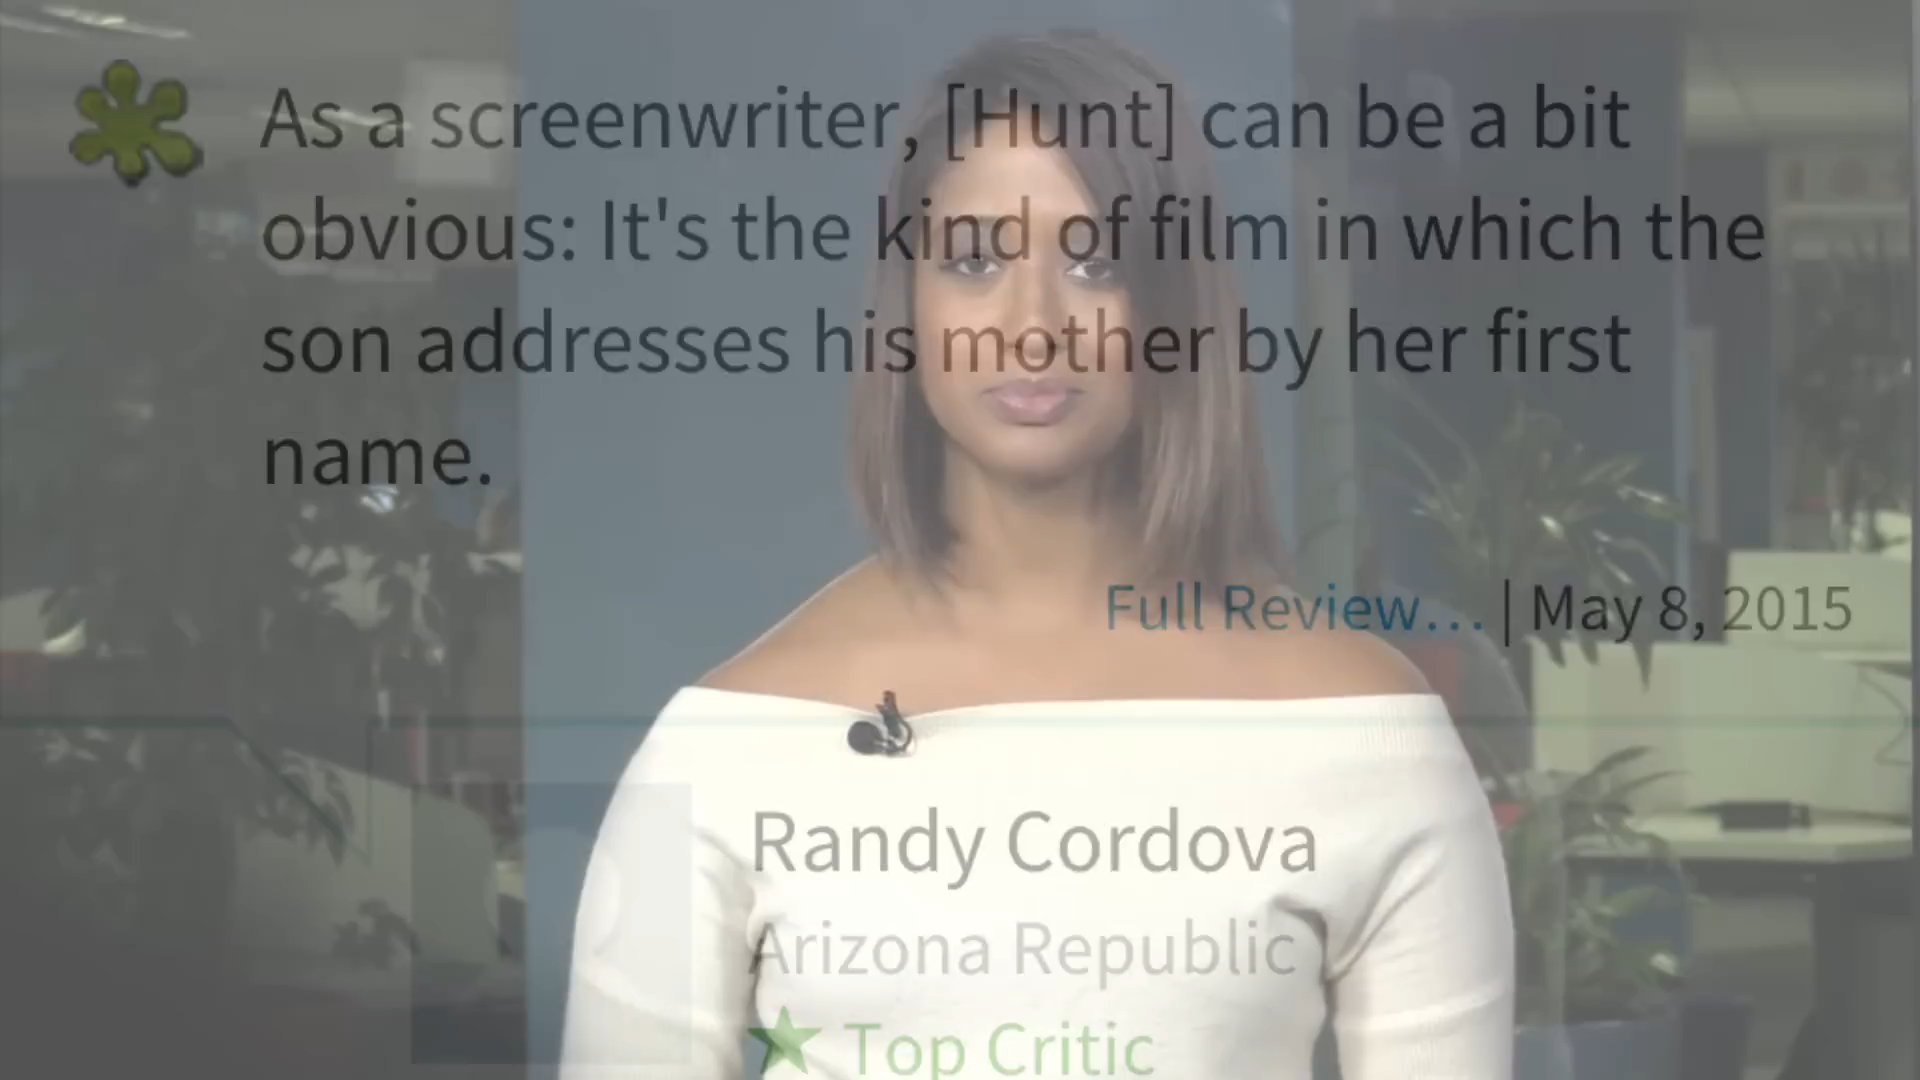 As a screenwriter, [Hunt] can be a bit
obvious: It's the kind of film in which the
son addresses his mother by her first
name.
Full Review... | May 8, 2015
Randy Cordova
Arizona Republic
Top Critic